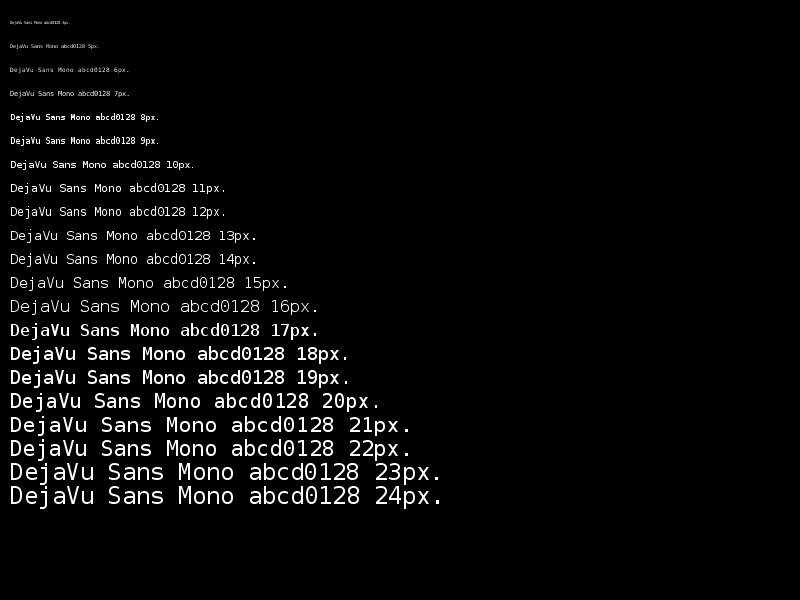 DejaVu Sans Mono abcd0128 4px.
DejaVu Sans Mono abcd0128 5px.
DejaVu Sans Mono abcd0128 6px.
DejaVu Sans Mono abcd0128 7px.
DejaVu Sans Mono abcd0128 8px.
DejaVu Sans Mono abcd0128 9px.
DejaVu Sans Mono abcd0128 10px.
DejaVu Sans Mono abcd0128 11px.
DejaVu Sans Mono abcd0128 12px.
DejaVu Sans Mono abcd0128 13px.
DejaVu Sans Mono abcd0128 14px.
DejaVu Sans Mono abcd0128 15px.
DejaVu Sans Mono abcd0128 16px.
DejaVu Sans Mono abcd0128 17px.
DejaVu Sans Mono abcd0128 18px.
DejaVu Sans Mono abcd0128 19px.
DejaVu Sans Mono abcd0128 20px.
DejaVu Sans Mono abcd0128 21px.
DejaVu Sans Mono abcd0128 22px.
DejaVu Sans Mono abcd0128 23px.
DejaVu Sans Mono abcd0128 24px.